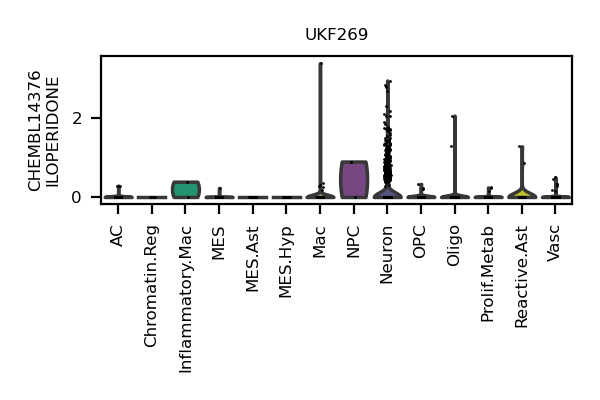 UKF269
CHEMBL14376
ILOPERIDONE
2
0
AC
Chromatin.Reg
Inflammatory.Mac
MES
MES.Ast
MES.Hyp
Mac
NPC
Neuron
OPC
Oligo
Prolif.Metab
Reactive.Ast
Vasc